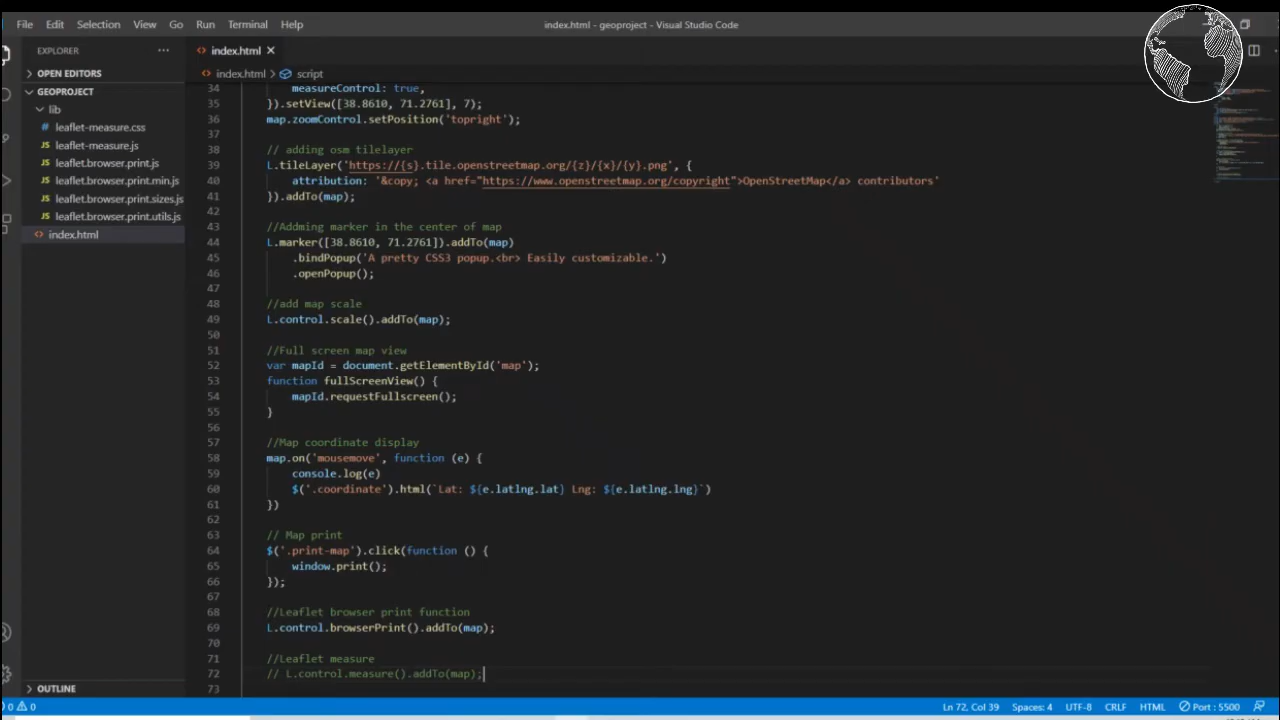 File Edit Selection View Go Run Terminal Help
index.html - geoproject - Visual Studio Code
EXPLORER
index.html
OPEN EDITORS
index.html > script
GEOPROJECT
lib
leaflet-measure.css
leaflet-measure.js
leaflet.browser.print.js
leaflet.browser.print.min.js
leaflet.browser.print.sizes.js
leaflet.browser.print.utils.js
index.html
34 measureControl: true,
35 }).setView([38.8610, 71.2761], 7);
36 map.zoomControl.setPosition('topright');
37
38 // adding osm tilelayer
39 L.tileLayer('https://{s}.tile.openstreetmap.org/{z}/{x}/{y}.png', {
40 attribution: '&copy; <a href="https://www.openstreetmap.org/copyright">OpenStreetMap</a> contributors'
41 }).addTo(map);
42
43 //Adming marker in the center of map
44 L.marker([38.8610, 71.2761]).addTo(map)
45 .bindPopup('A pretty CSS3 popup.<br> Easily customizable.')
46 .openPopup();
47
48 //add map scale
49 L.control.scale().addTo(map);
50
51 //Full screen map view
52 var mapId = document.getElementById('map');
53 function fullScreenView() {
54 mapId.requestFullscreen();
55 }
56
57 //Map coordinate display
58 map.on('mousemove', function (e) {
59 console.log(e)
60 $('.coordinate').html(`Lat: ${e.latlng.lat} Lng: ${e.latlng.lng}`)
61 })
62
63 // Map print
64 $('.print-map').click(function () {
65 window.print();
66 });
67
68 //Leaflet browser print function
69 L.control.browserPrint().addTo(map);
70
71 //Leaflet measure
72 // L.control.measure().addTo(map);
73
OUTLINE
0 0
Ln 72, Col 39 Spaces: 4 UTF-8 CRLF HTML Port : 5500